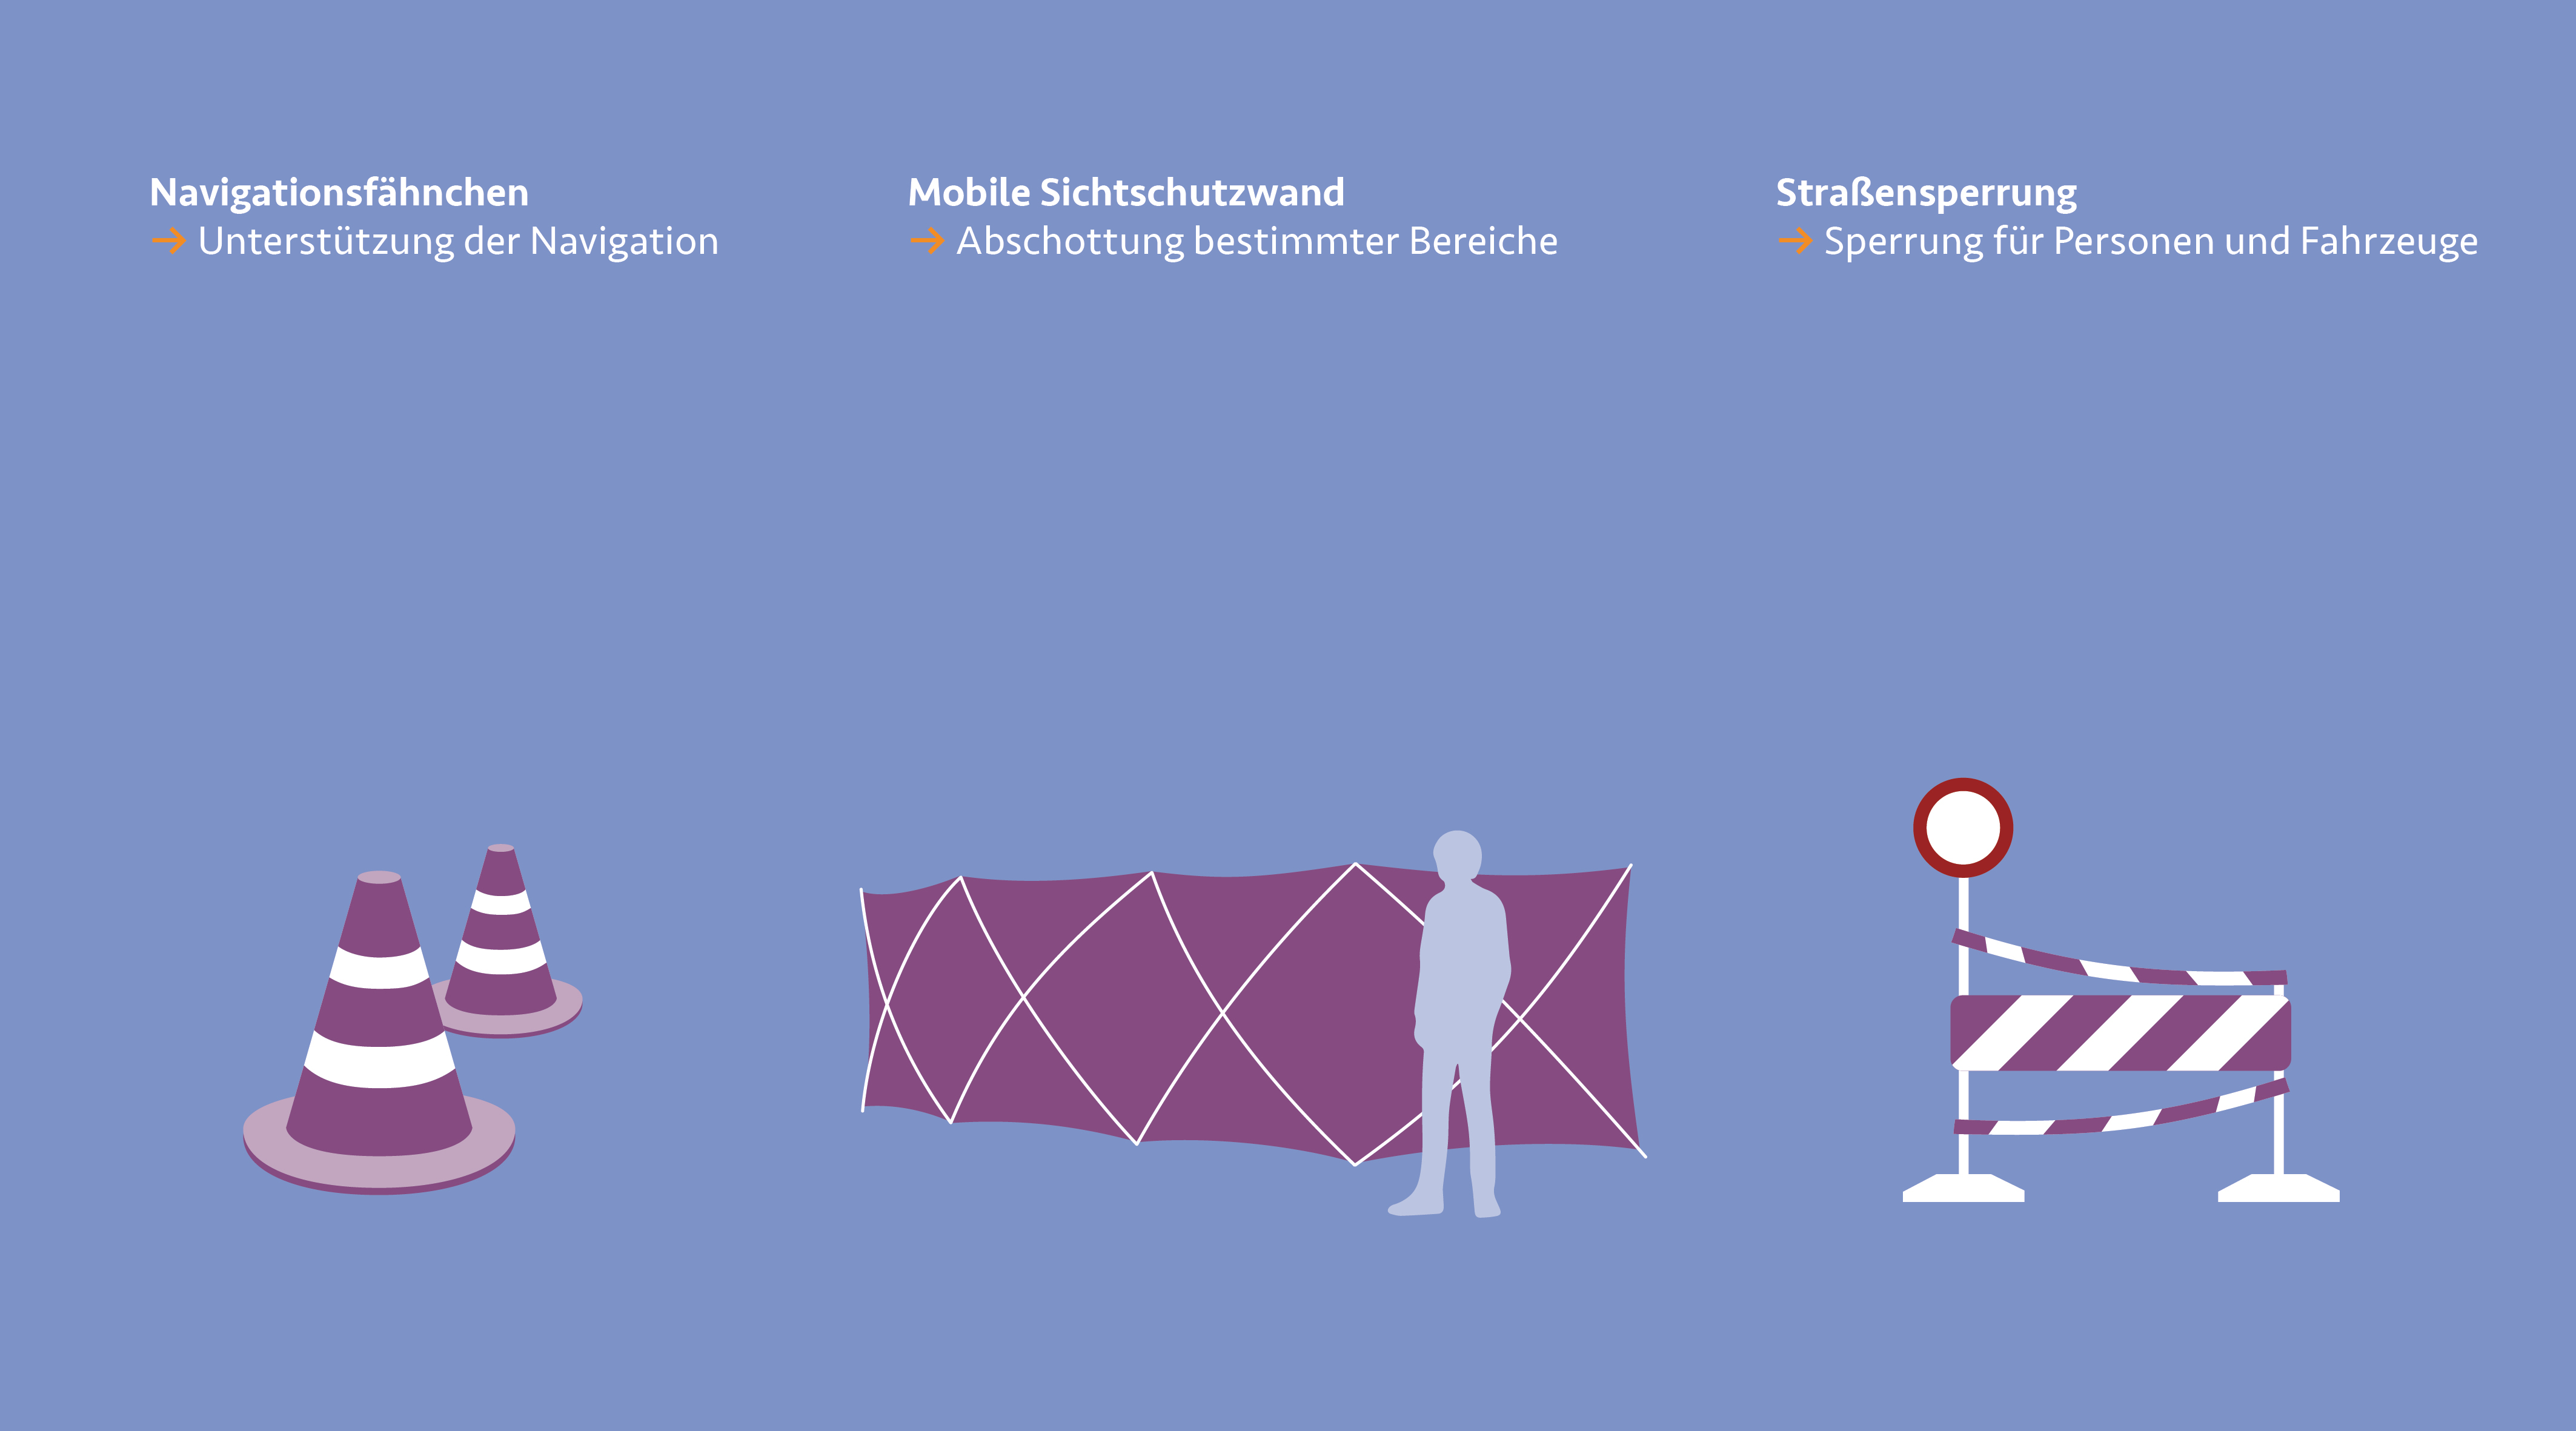 Navigationsfähnchen
→ Unterstützung der Navigation
Mobile Sichtschutzwand
→ Abschottung bestimmter Bereiche
Straßensperrung
→ Sperrung für Personen und Fahrzeuge